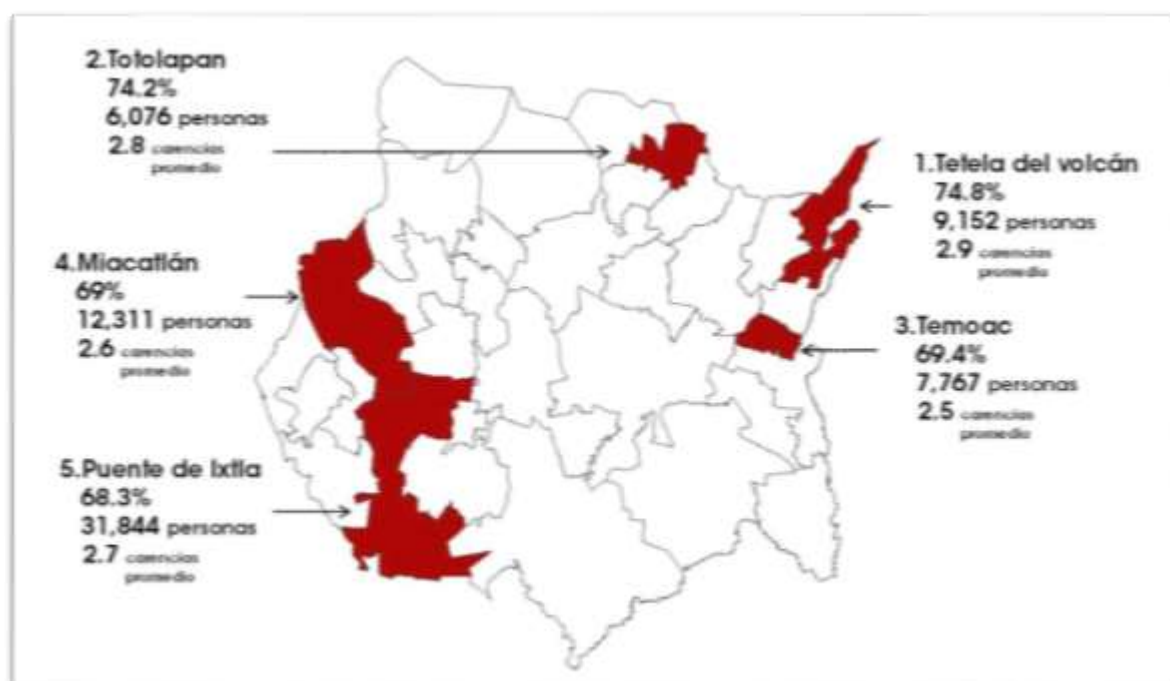 2.Totolapan
74.2%
6,076 personas
2.8 carencias
promedio
1.Tetela del volcán
74.8%
9,152 personas
2.9 carencias
promedio
4.Miacatlán
69%
12,311 personas
2.6 carencias
promedio
3.Temoac
69.4%
7,767 personas
2.5 carencias
promedio
5.Puente de Ixtla
68.3%
31,844 personas
2.7 carencias
promedio